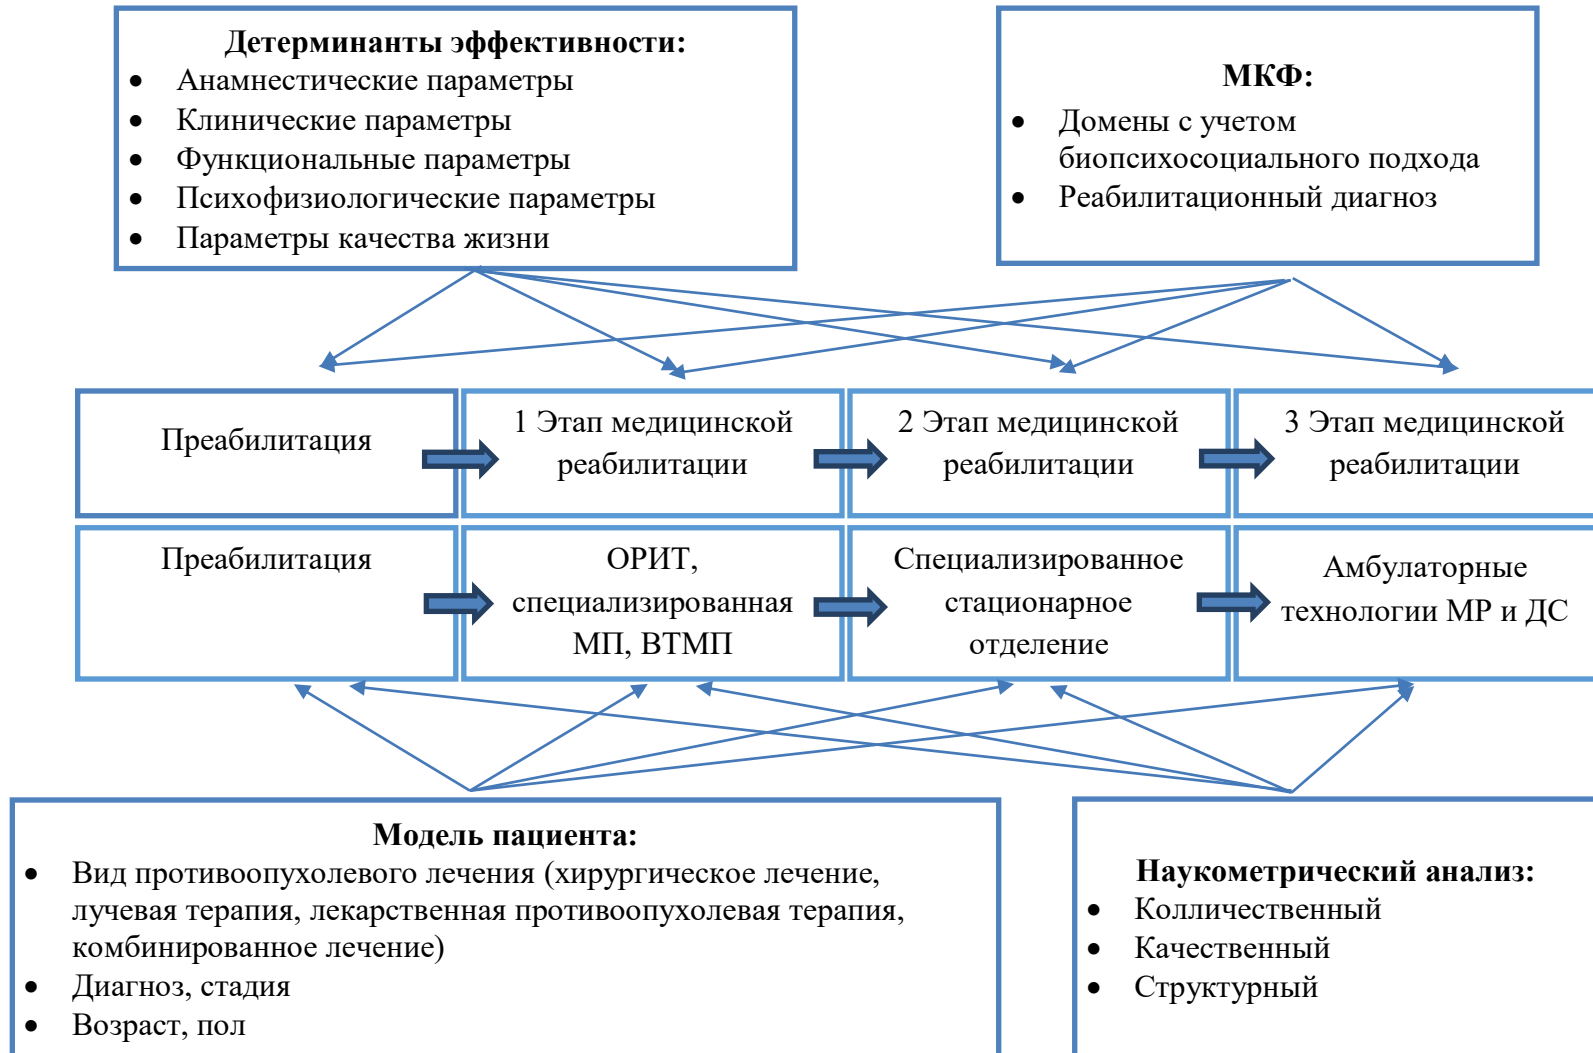 Детерминанты эффективности:
• Анамнестические параметры
• Клинические параметры
• Функциональные параметры
• Психофизиологические параметры
• Параметры качества жизни
МКФ:
• Домены с учетом
биопсихосоциального подхода
• Реабилитационный диагноз
Преабилитация
1 Этап медицинской
реабилитации
2 Этап медицинской
реабилитации
3 Этап медицинской
реабилитации
Преабилитация
ОРИТ,
специализированная
МП, ВТМП
Специализированное
стационарное
отделение
Амбулаторные
технологии МР и ДС
Модель пациента:
• Вид противоопухолевого лечения (хирургическое лечение,
лучевая терапия, лекарственная противоопухолевая терапия,
комбинированное лечение)
• Диагноз, стадия
• Возраст, пол
Наукометрический анализ:
• Колличественный
• Качественный
• Структурный